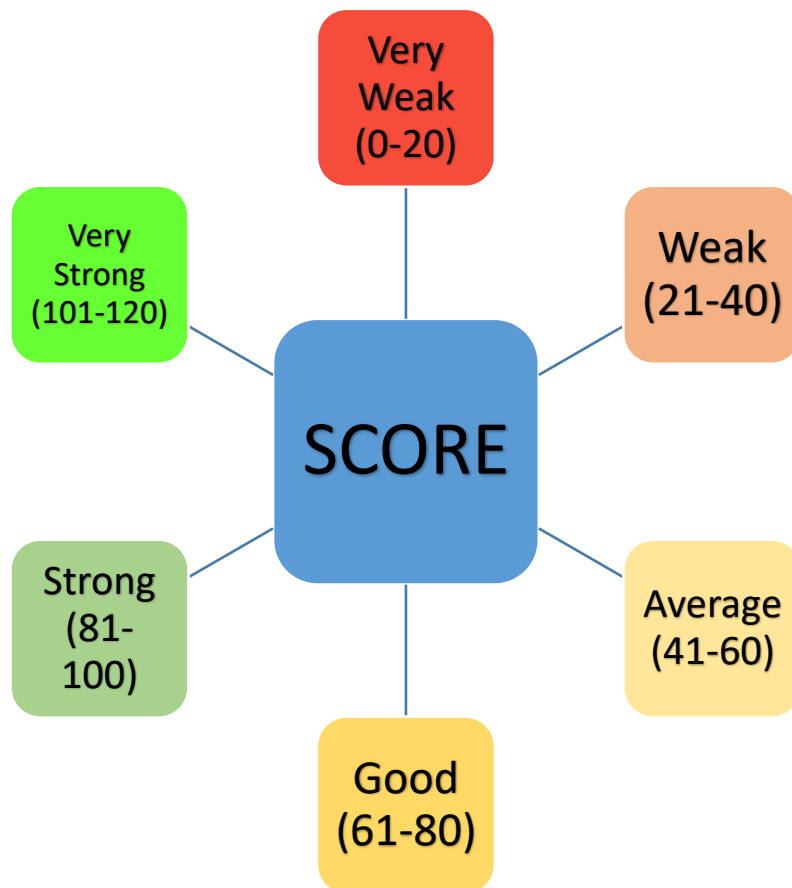 Very
Weak
(0-20)
Weak
(21-40)
Average
(41-60)
Good
(61-80)
Strong
(81-
100)
Very
Strong
(101-120)
SCORE